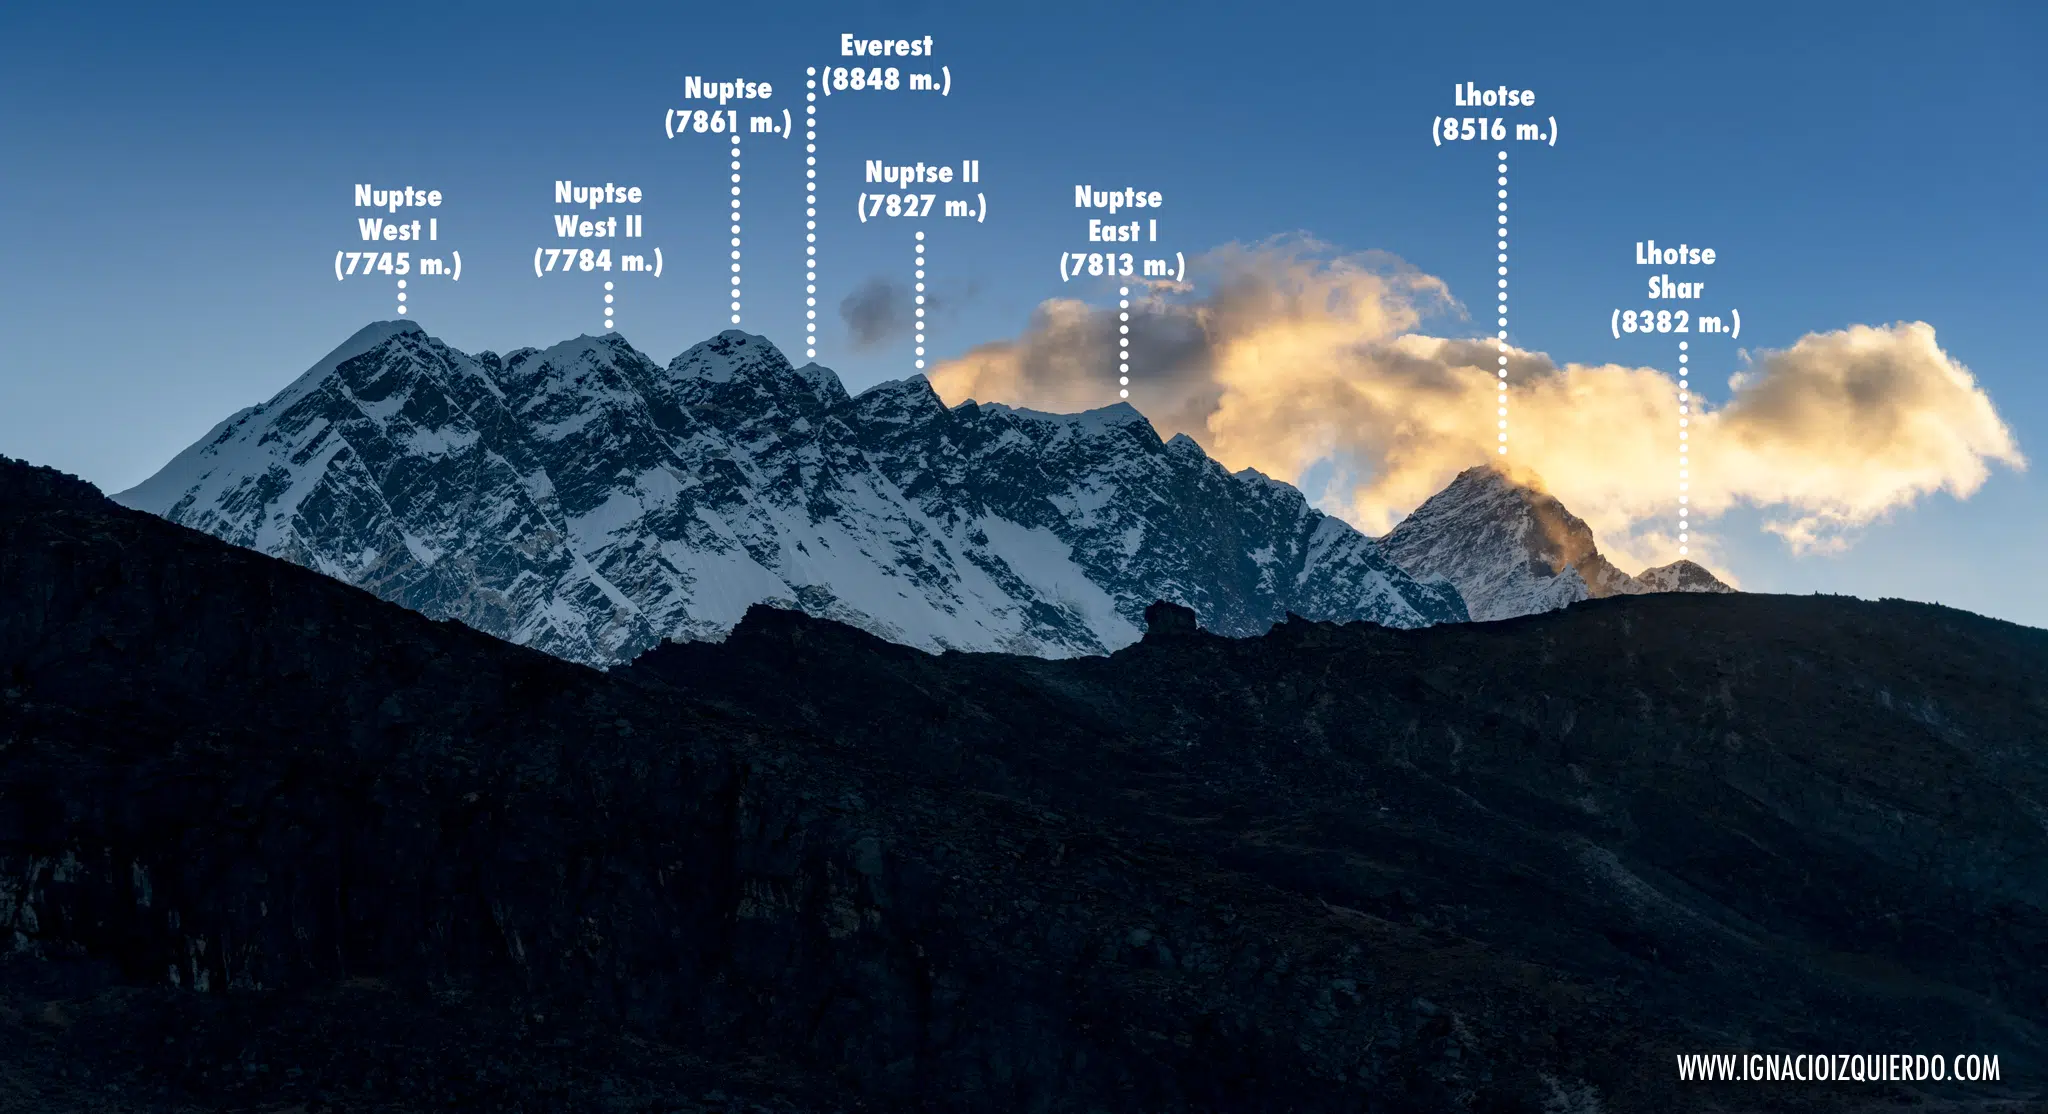 Everest
(8848 m.)
Nuptse
(7861 m.)
Lhotse
(8516 m.)
Nuptse II
(7827 m.)
Nuptse
West I
(7745 m.)
Nuptse
West II
(7784 m.)
Nuptse
East I
(7813 m.)
Lhotse
Shar
(8382 m.)
WWW.IGNACIOIZQUIERDO.COM